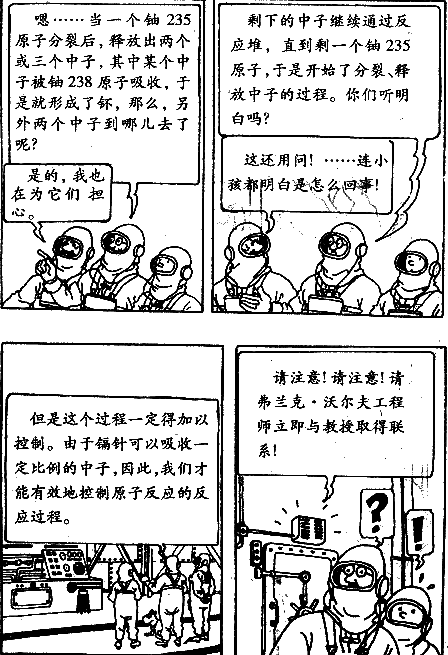 嗯……当一个铀 235
原子分裂后，释放出两个
或三个中子，其中某个中
子被铀 238 原子吸收，于
是就形成了钚，那么，另
外两个中子到哪儿去了
呢？
是的，我也
在为它们 担
心。
剩下的中子继续通过反
应堆，直到剩一个铀 235
原子，于是开始了分裂、释
放中子的过程。你们听明
白吗？
这还用问！……连小
孩都明白是怎么回事！
但是这个过程一定得加以
控制。由于镉针可以吸收一
定比例的中子，因此，我们才
能有效地控制原子反应的反
应过程。
请注意！请注意！请
弗兰克·沃尔夫工程
师立即与教授取得联
系！
?
!